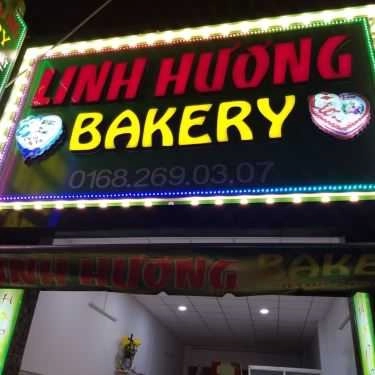 LINH HƯƠNG
BAKERY
0168.269.03.07
LINH HƯƠNG BAKERY